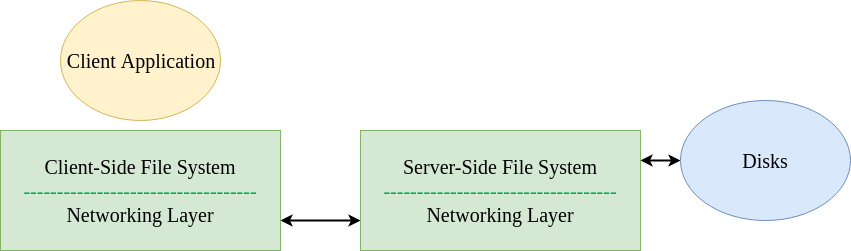 Client Application
Client-Side File System
Networking Layer
Server-Side File System
Networking Layer
Disks